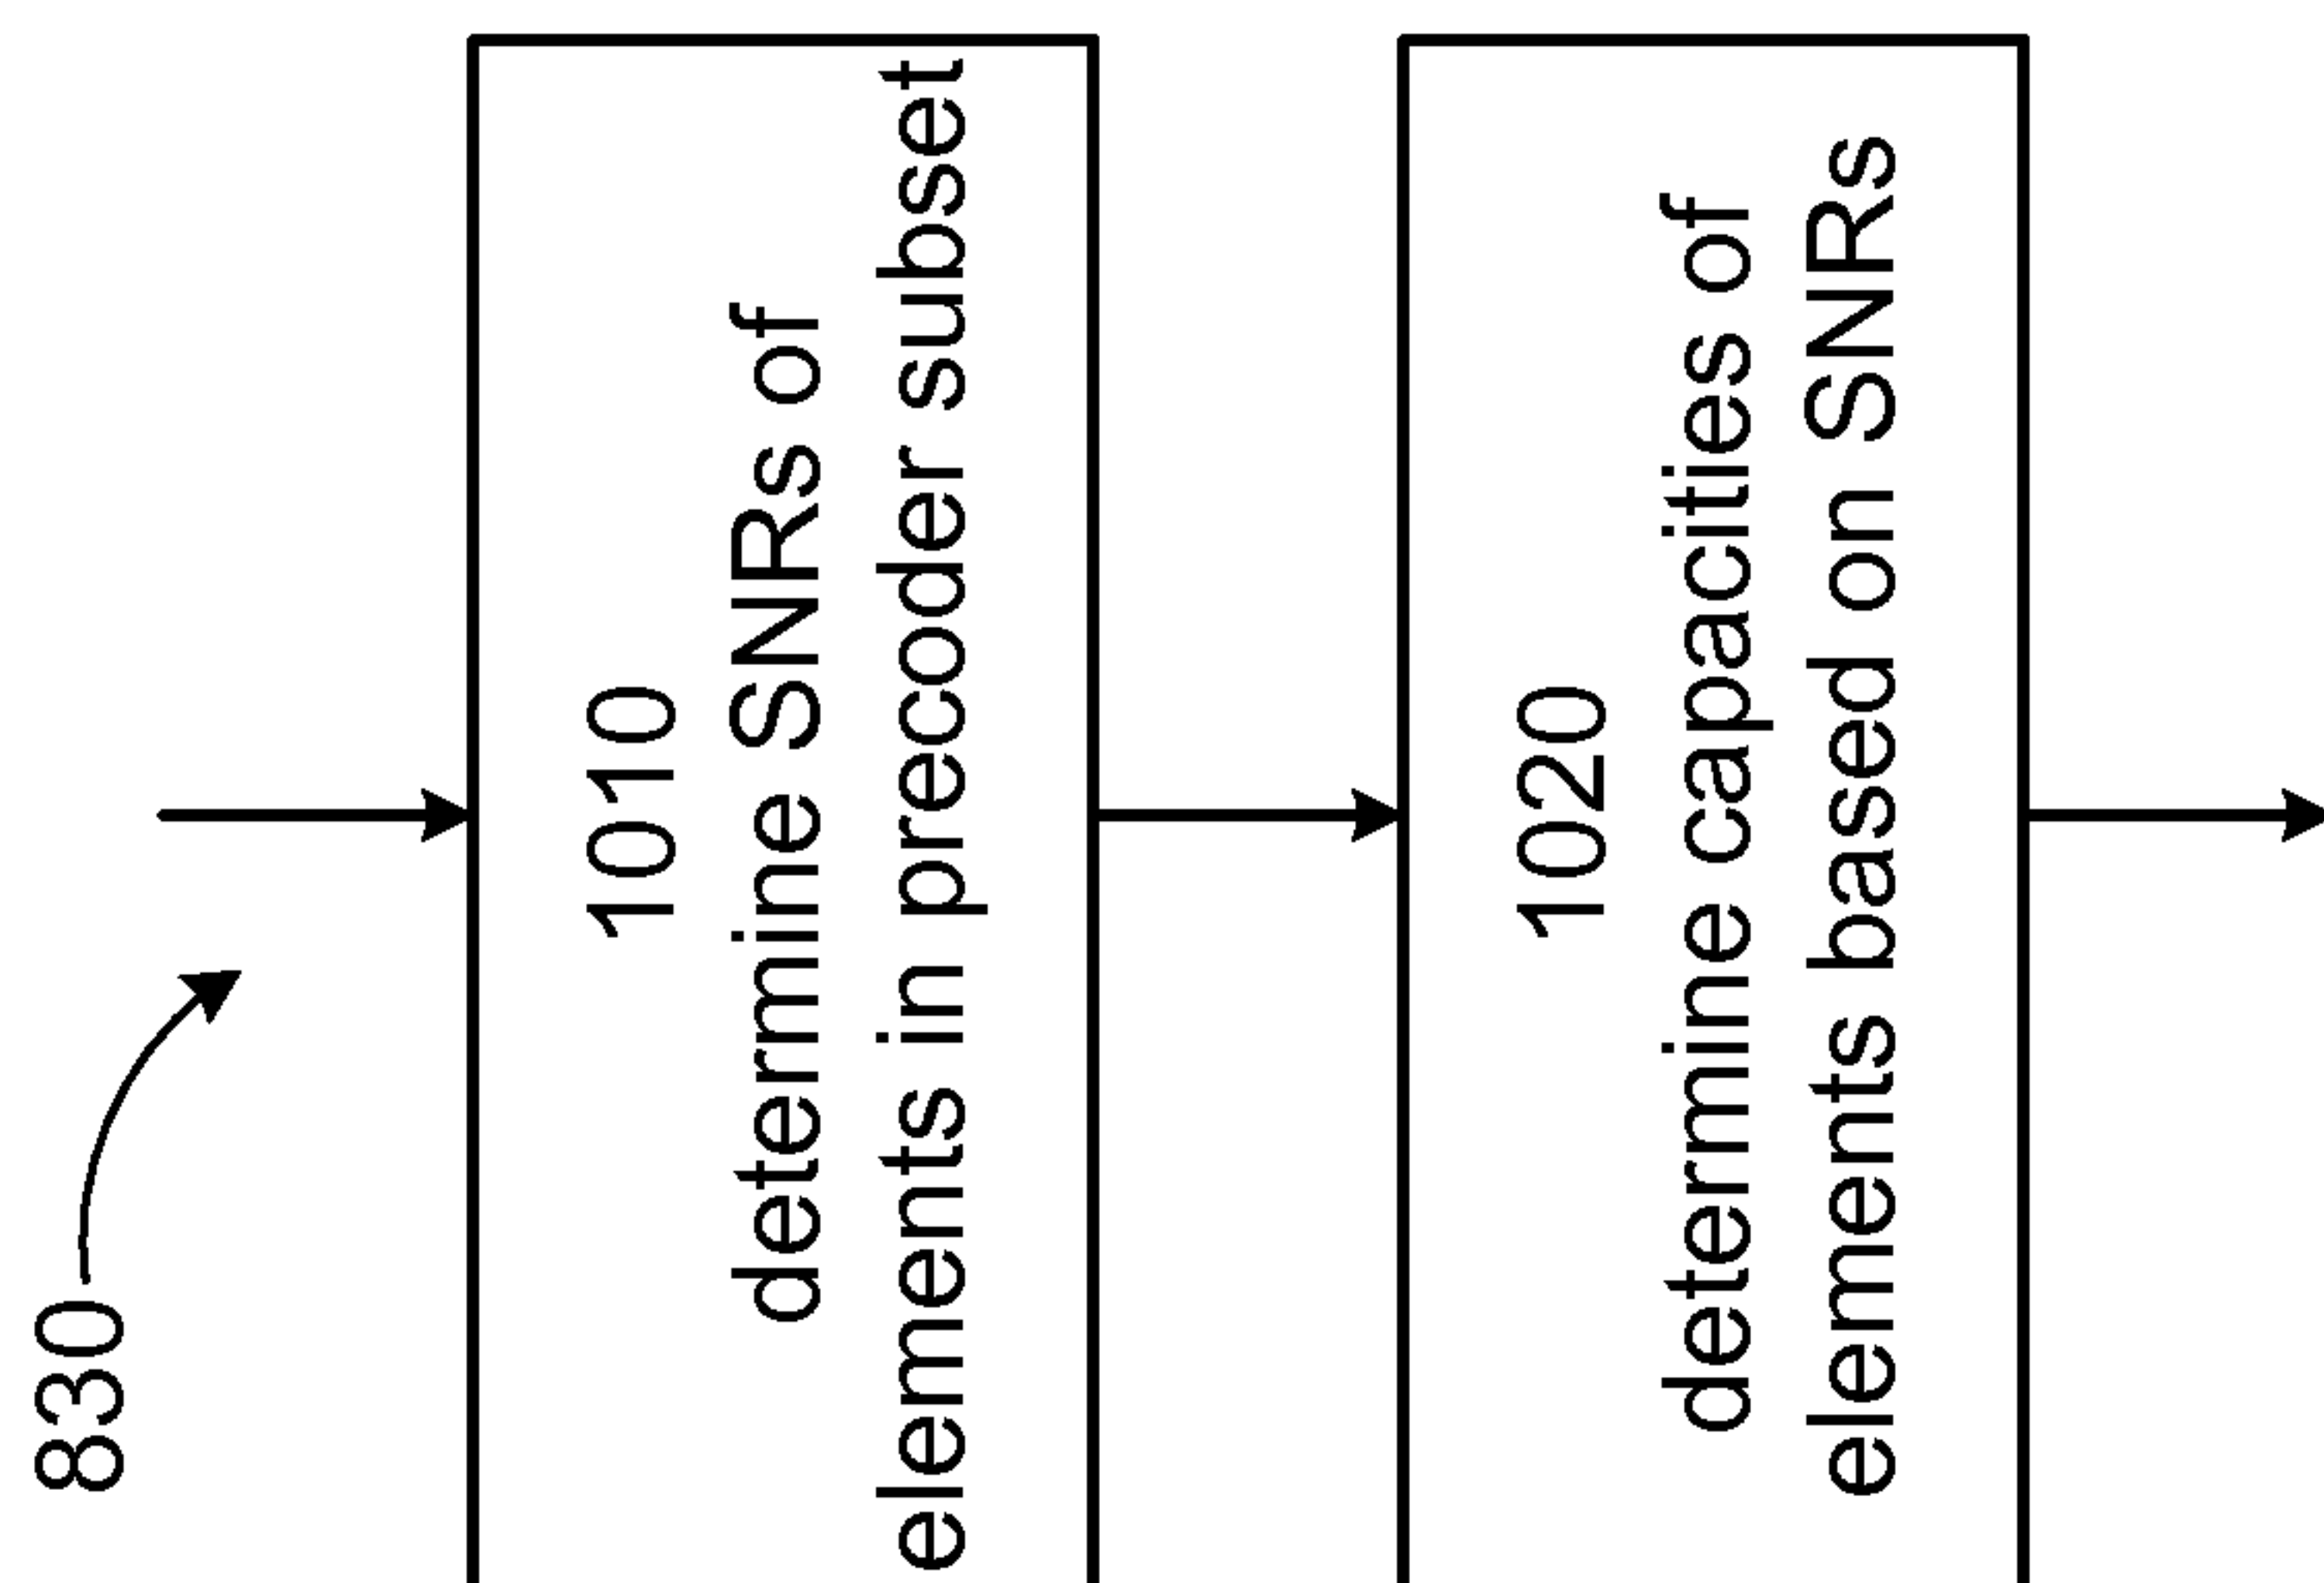 830
1010
determine SNRs of
elements in precoder subset
1020
determine capacities of
elements based on SNRs